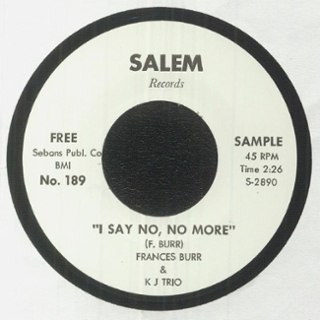 SALEM
Records
FREE
Sebons Publ. Co
BMI
No. 189
SAMPLE
45 RPM
Time 2:26
S-2890
"I SAY NO, NO MORE"
(F. BURR)
FRANCES BURR
&
K J TRIO